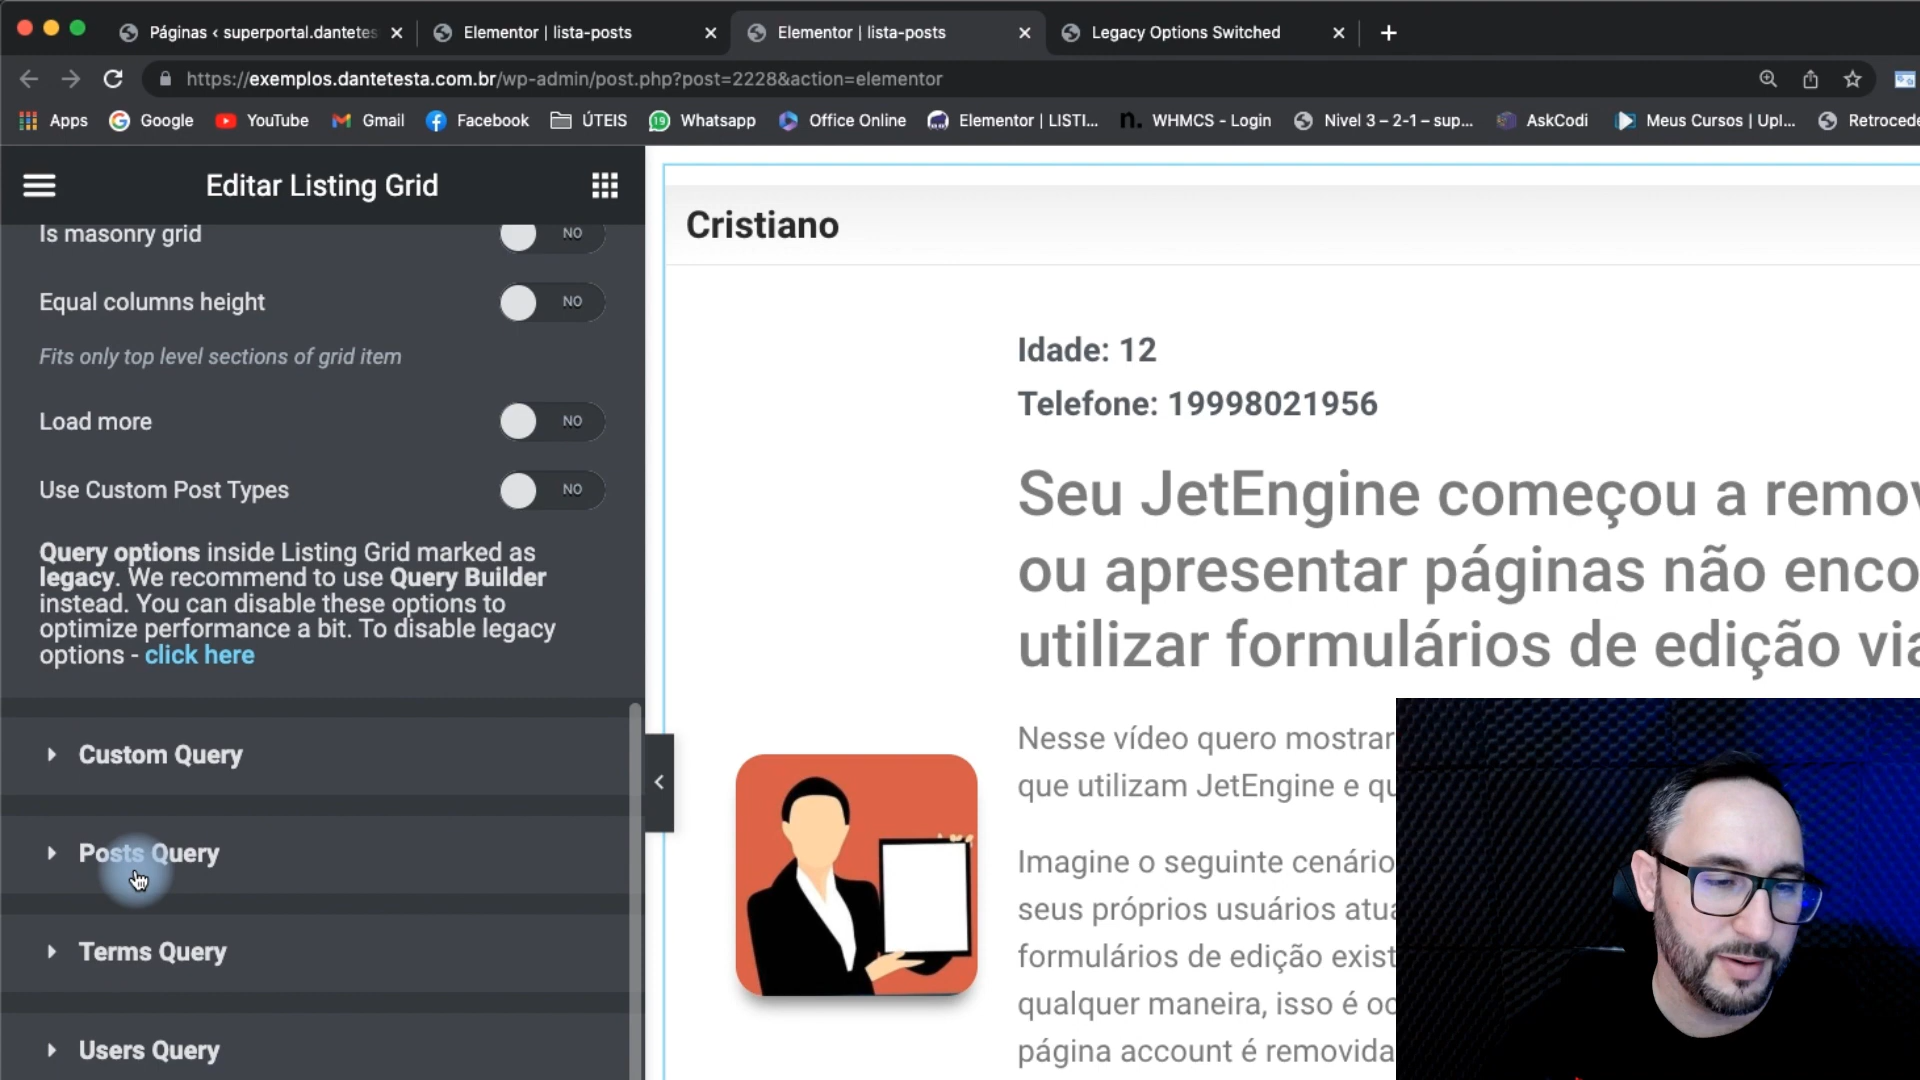 Páginas ‹ superportal.dantetes
Elementor | lista-posts
Elementor | lista-posts
Legacy Options Switched
https://exemplos.dantetesta.com.br/wp-admin/post.php?post=2228&action=elementor
Apps
Google
YouTube
Gmail
Facebook
ÚTEIS
19
Whatsapp
Office Online
Elementor | LISTI...
n.
WHMCS - Login
Nivel 3 – 2-1 – sup...
AskCodi
Meus Cursos | Upl...
Retrocede
Editar Listing Grid
Is masonry grid
NO
Equal columns height
NO
Fits only top level sections of grid item
Load more
NO
Use Custom Post Types
NO
Query options inside Listing Grid marked as
legacy. We recommend to use Query Builder
instead. You can disable these options to
optimize performance a bit. To disable legacy
options - click here
Custom Query
Posts Query
Terms Query
Users Query
Cristiano
Idade: 12
Telefone: 19998021956
Seu JetEngine começou a remov
ou apresentar páginas não enco
utilizar formulários de edição via
Nesse vídeo quero mostrar
que utilizam JetEngine e qu
Imagine o seguinte cenário
seus próprios usuários atua
formulários de edição exist
qualquer maneira, isso é oc
página account é removida